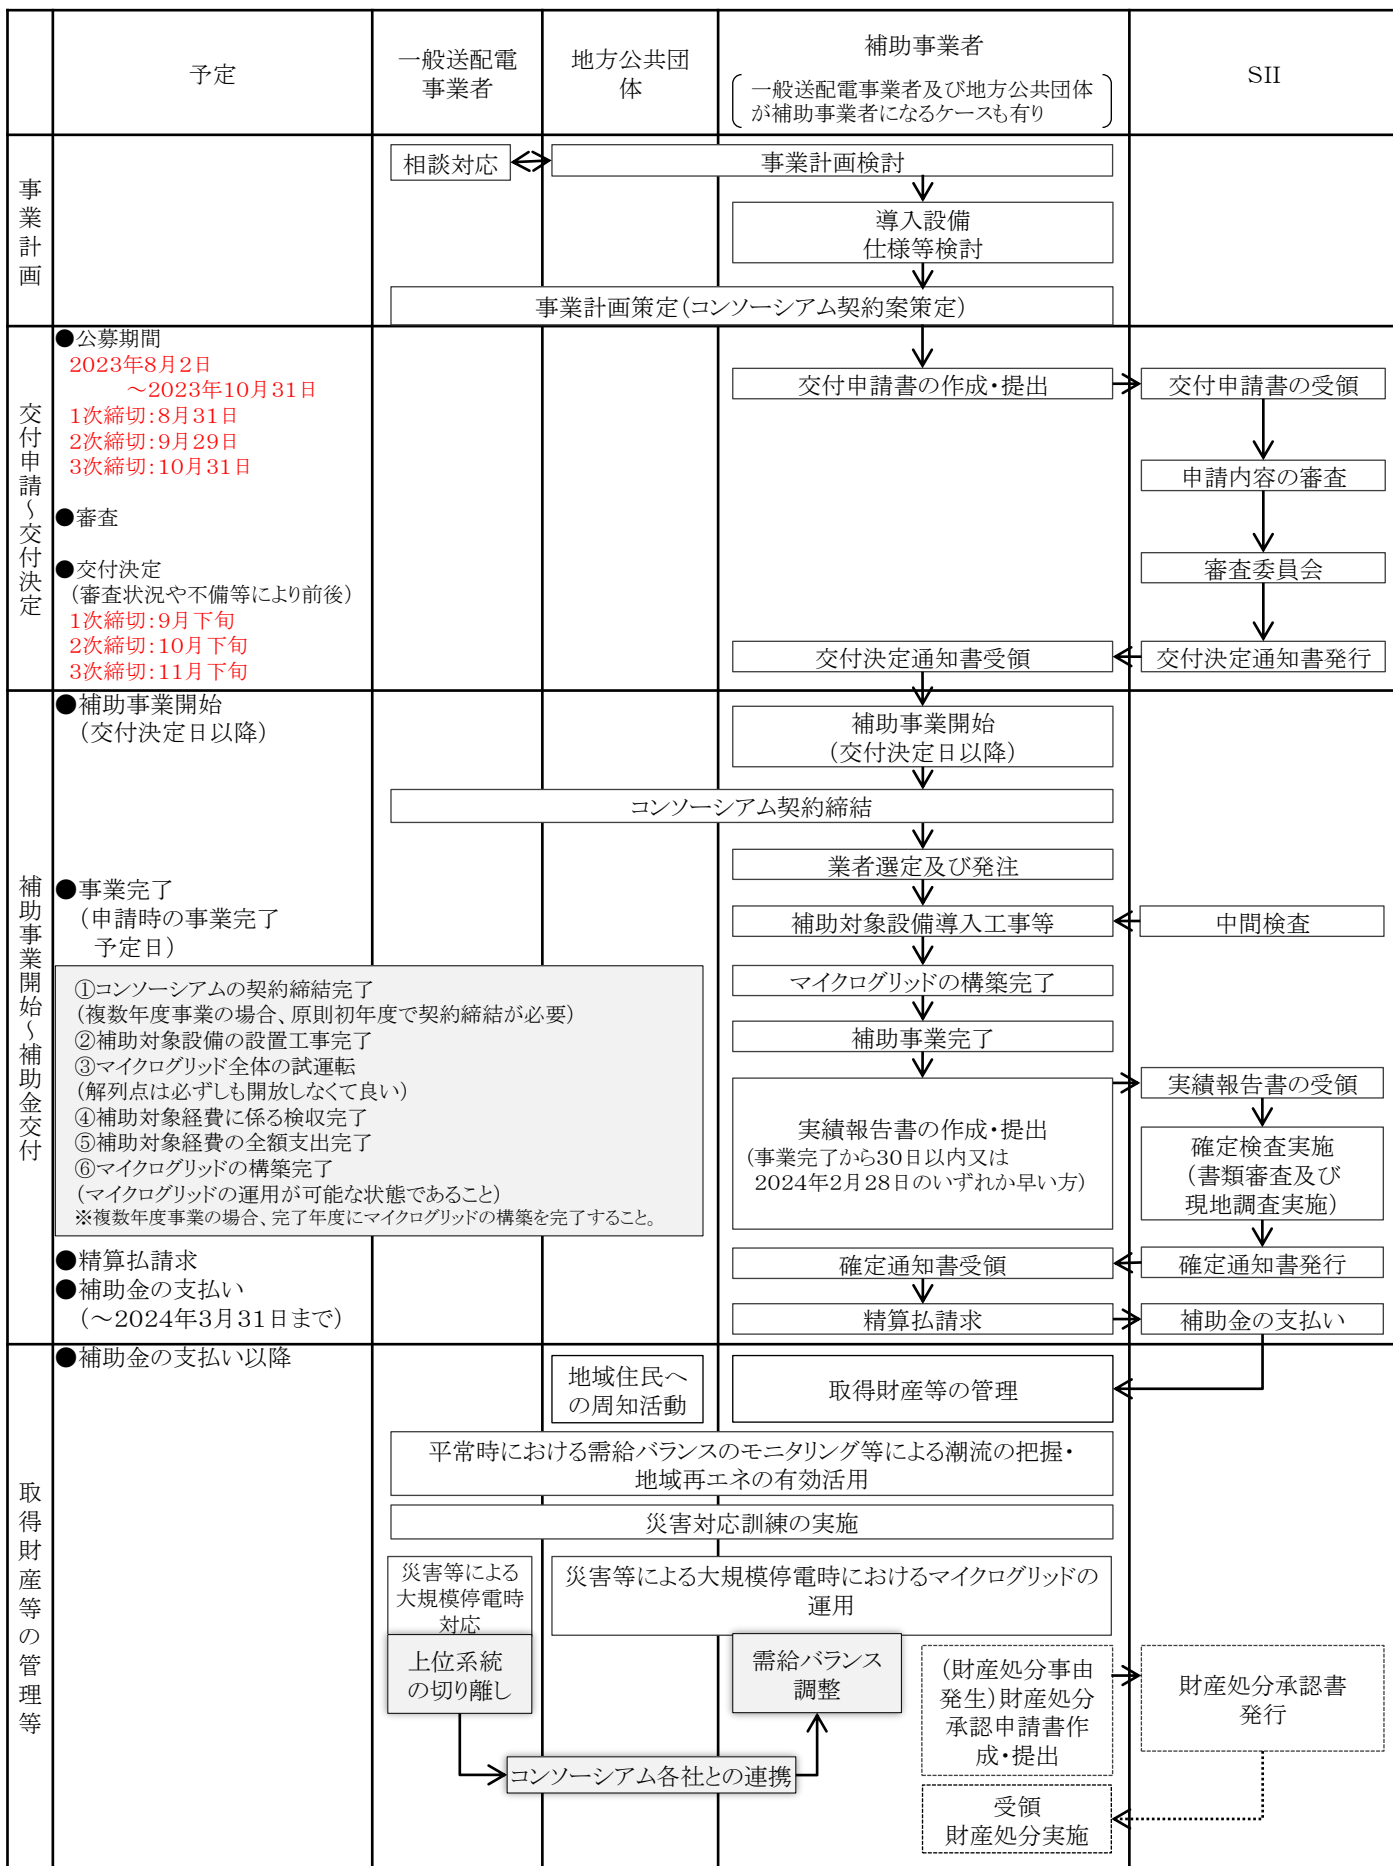 予定
一般送配電
事業者
地方公共団
体
補助事業者
一般送配電事業者及び地方公共団体
が補助事業者になるケースも有り
SII
事業計画
相談対応
事業計画検討
導入設備
仕様等検討
事業計画策定(コンソーシアム契約案策定)
交付申請～交付決定
●公募期間
2023年8月2日
～2023年10月31日
1次締切:8月31日
2次締切:9月29日
3次締切:10月31日
●審査
●交付決定
(審査状況や不備等により前後)
1次締切:9月下旬
2次締切:10月下旬
3次締切:11月下旬
交付申請書の作成・提出
交付申請書の受領
申請内容の審査
審査委員会
交付決定通知書受領
交付決定通知書発行
補助事業開始～補助金交付
●補助事業開始
(交付決定日以降)
補助事業開始
(交付決定日以降)
コンソーシアム契約締結
業者選定及び発注
●事業完了
(申請時の事業完了
予定日)
補助対象設備導入工事等
中間検査
①コンソーシアムの契約締結完了
(複数年度事業の場合、原則初年度で契約締結が必要)
②補助対象設備の設置工事完了
③マイクログリッド全体の試運転
(解列点は必ずしも開放しなくて良い)
④補助対象経費に係る検収完了
⑤補助対象経費の全額支出完了
⑥マイクログリッドの構築完了
(マイクログリッドの運用が可能な状態であること)
※複数年度事業の場合、完了年度にマイクログリッドの構築を完了すること。
マイクログリッドの構築完了
補助事業完了
実績報告書の作成・提出
(事業完了から30日以内又は
2024年2月28日のいずれか早い方)
実績報告書の受領
確定検査実施
(書類審査及び
現地調査実施)
●精算払請求
●補助金の支払い
(～2024年3月31日まで)
確定通知書受領
確定通知書発行
精算払請求
補助金の支払い
取得財産等の管理等
●補助金の支払い以降
地域住民へ
の周知活動
取得財産等の管理
平常時における需給バランスのモニタリング等による潮流の把握・
地域再エネの有効活用
災害対応訓練の実施
災害等による
大規模停電時
対応
災害等による大規模停電時におけるマイクログリッドの
運用
上位系統
の切り離し
需給バランス
調整
コンソーシアム各社との連携
(財産処分事由
発生)財産処分
承認申請書作
成・提出
財産処分承認書
発行
受領
財産処分実施